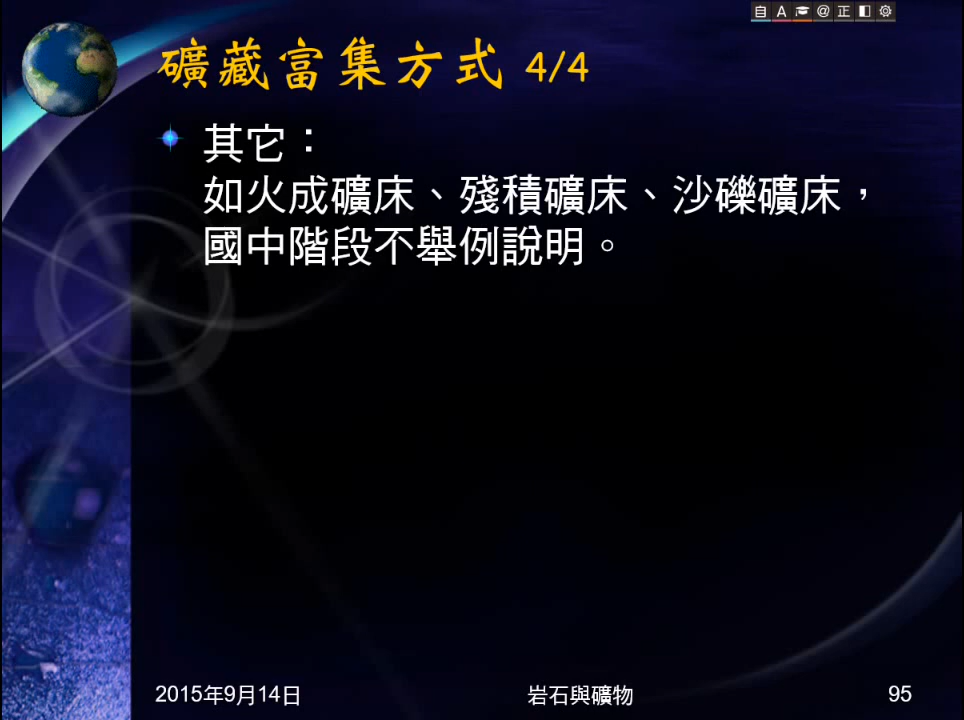 自 A @ 正
礦藏富集方式 4/4
其它：
如火成礦床、殘積礦床、沙礫礦床，
國中階段不舉例說明。
2015年9月14日 岩石與礦物 95